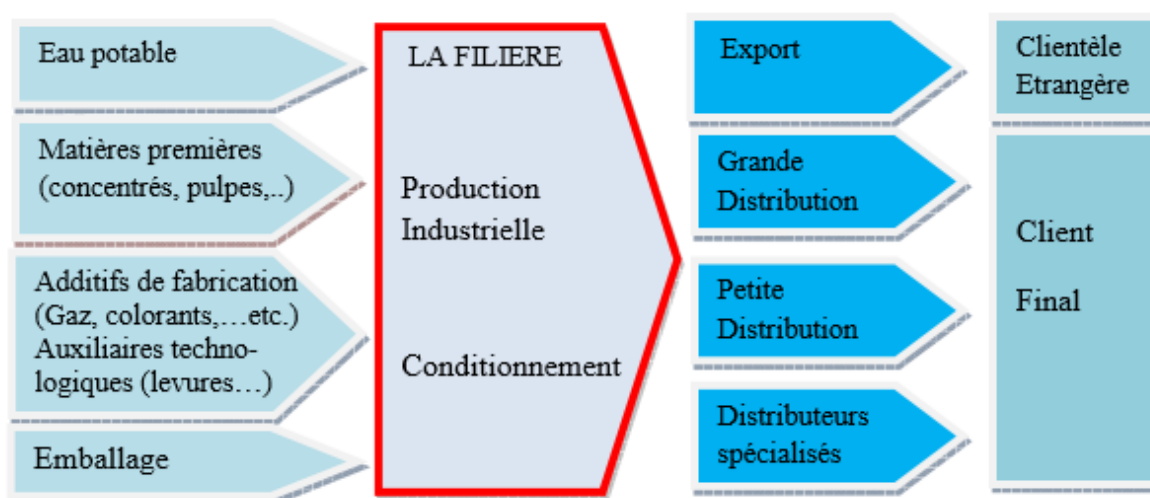 Eau potable
Matières premières
(concentrés, pulpes,..)
Additifs de fabrication
(Gaz, colorants,…etc.)
Auxiliaires techno-
logiques (levures…)
Emballage
LA FILIERE
Production
Industrielle
Conditionnement
Export
Grande
Distribution
Petite
Distribution
Distributeurs
spécialisés
Clientèle
Etrangère
Client
Final